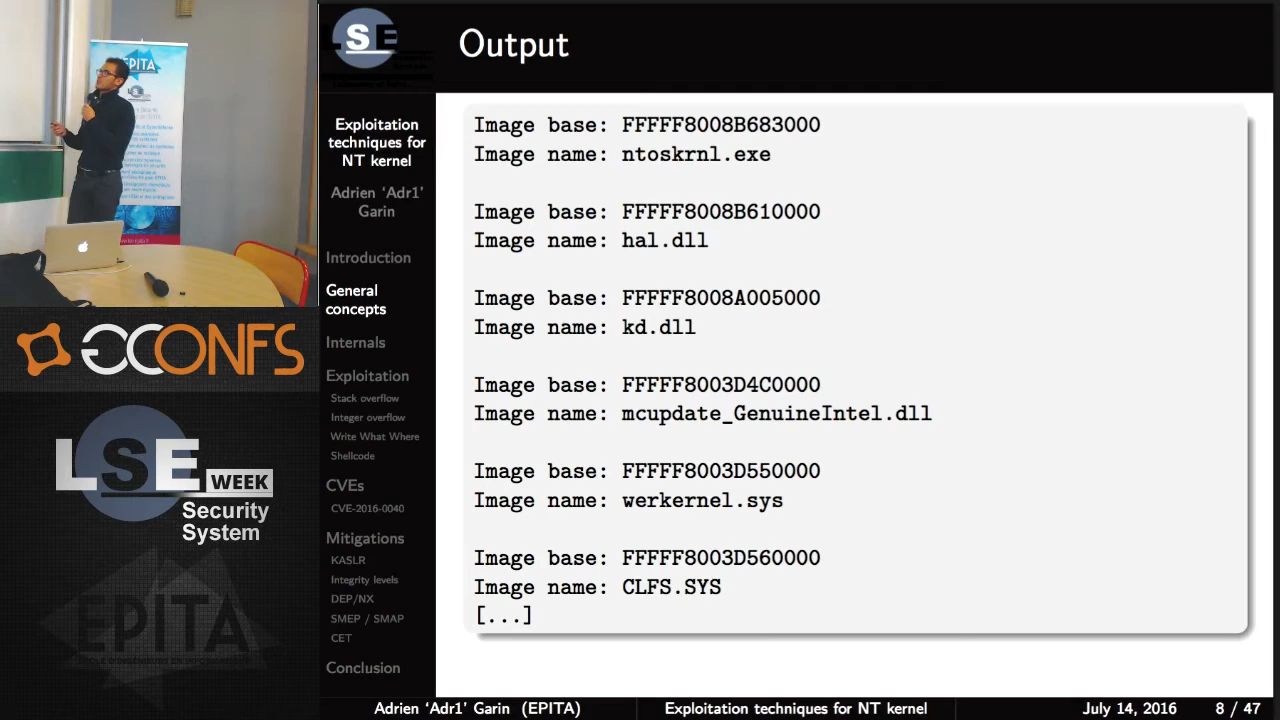 EPITA
LSE
Output
Exploitation
techniques for
NT kernel
Adrien ‘Adr1’
Garin
Introduction
General
concepts
Internals
Exploitation
Stack overflow
Integer overflow
Write What Where
Shellcode
CVEs
CVE-2016-0040
Mitigations
KASLR
Integrity levels
DEP/NX
SMEP / SMAP
CET
Conclusion
Image base: FFFFF8008B683000
Image name: ntoskrnl.exe
Image base: FFFFF8008B610000
Image name: hal.dll
Image base: FFFFF8008A005000
Image name: kd.dll
Image base: FFFFF8003D4C0000
Image name: mcupdate_GenuineIntel.dll
Image base: FFFFF8003D550000
Image name: werkernel.sys
Image base: FFFFF8003D560000
Image name: CLFS.SYS
[...]
GCONFS
LSE WEEK
Security
System
EPITA
Adrien ‘Adr1’ Garin (EPITA)
Exploitation techniques for NT kernel
July 14, 2016
8 / 47